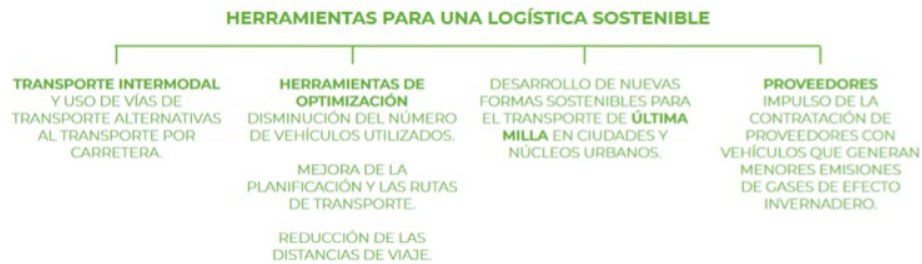 HERRAMIENTAS PARA UNA LOGÍSTICA SOSTENIBLE
TRANSPORTE INTERMODAL
Y USO DE VÍAS DE
TRANSPORTE ALTERNATIVAS
AL TRANSPORTE POR
CARRETERA.
HERRAMIENTAS DE
OPTIMIZACIÓN
DISMINUCIÓN DEL NÚMERO
DE VEHÍCULOS UTILIZADOS.
MEJORA DE LA
PLANIFICACIÓN Y LAS RUTAS
DE TRANSPORTE.
REDUCCIÓN DE LAS
DISTANCIAS DE VIAJE.
DESARROLLO DE NUEVAS
FORMAS SOSTENIBLES PARA
EL TRANSPORTE DE ÚLTIMA
MILLA EN CIUDADES Y
NÚCLEOS URBANOS.
PROVEEDORES
IMPULSO DE LA
CONTRATACIÓN DE
PROVEEDORES CON
VEHÍCULOS QUE GENERAN
MENORES EMISIONES
DE GASES DE EFECTO
INVERNADERO.